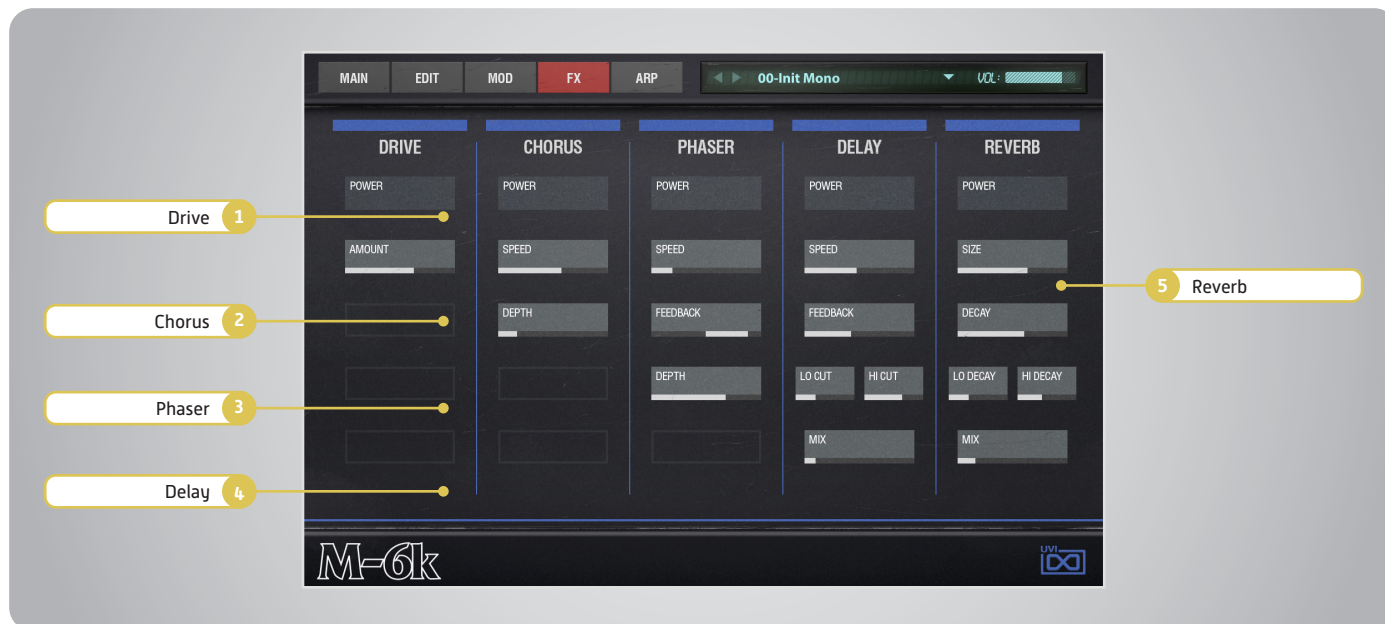 MAIN EDIT MOD FX ARP 00-Init Mono VOL:
DRIVE CHORUS PHASER DELAY REVERB
POWER POWER POWER POWER POWER
Drive 1
AMOUNT SPEED SPEED SPEED SIZE
5 Reverb
Chorus 2
DEPTH FEEDBACK FEEDBACK DECAY
DEPTH LO CUT HI CUT LO DECAY HI DECAY
Phaser 3
MIX MIX
Delay 4
M-6k
UVI